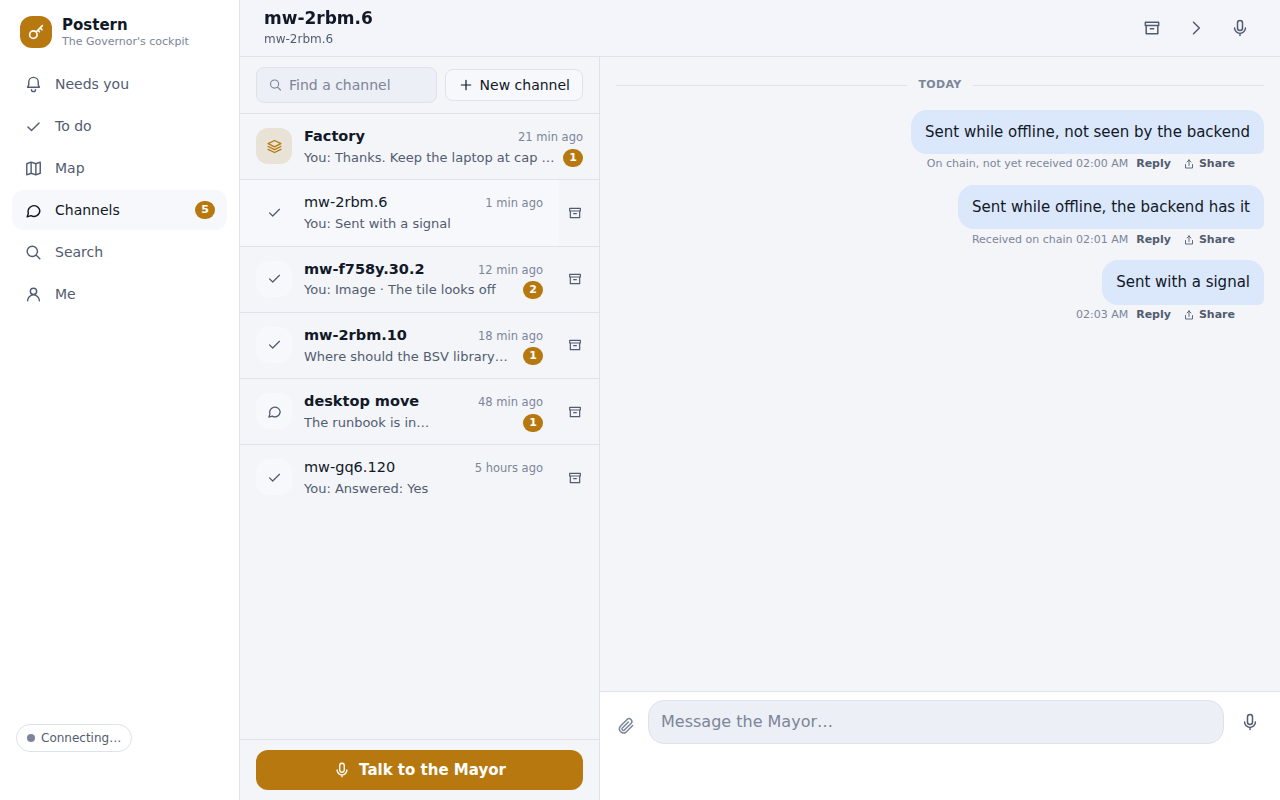 Postern
The Governor's cockpit
Needs you
To do
Map
Channels 5
Search
Me
Connecting…
mw-2rbm.6
mw-2rbm.6
Find a channel
New channel
Factory 21 min ago
You: Thanks. Keep the laptop at cap … 1
mw-2rbm.6 1 min ago
You: Sent with a signal
mw-f758y.30.2 12 min ago
You: Image · The tile looks off 2
mw-2rbm.10 18 min ago
Where should the BSV library… 1
desktop move 48 min ago
The runbook is in… 1
mw-gq6.120 5 hours ago
You: Answered: Yes
Talk to the Mayor
TODAY
Sent while offline, not seen by the backend
On chain, not yet received 02:00 AM Reply Share
Sent while offline, the backend has it
Received on chain 02:01 AM Reply Share
Sent with a signal
02:03 AM Reply Share
Message the Mayor…